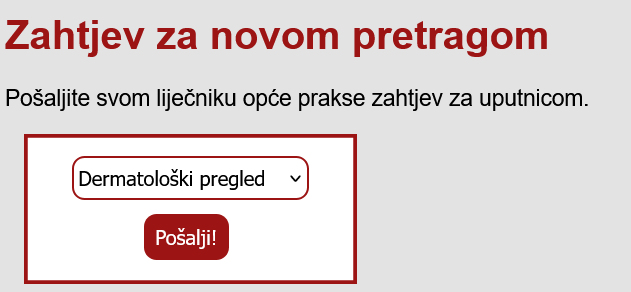 Zahtjev za novom pretragom
Pošaljite svom liječniku opće prakse zahtjev za uputnicom.
Dermatološki pregled
Pošalji!